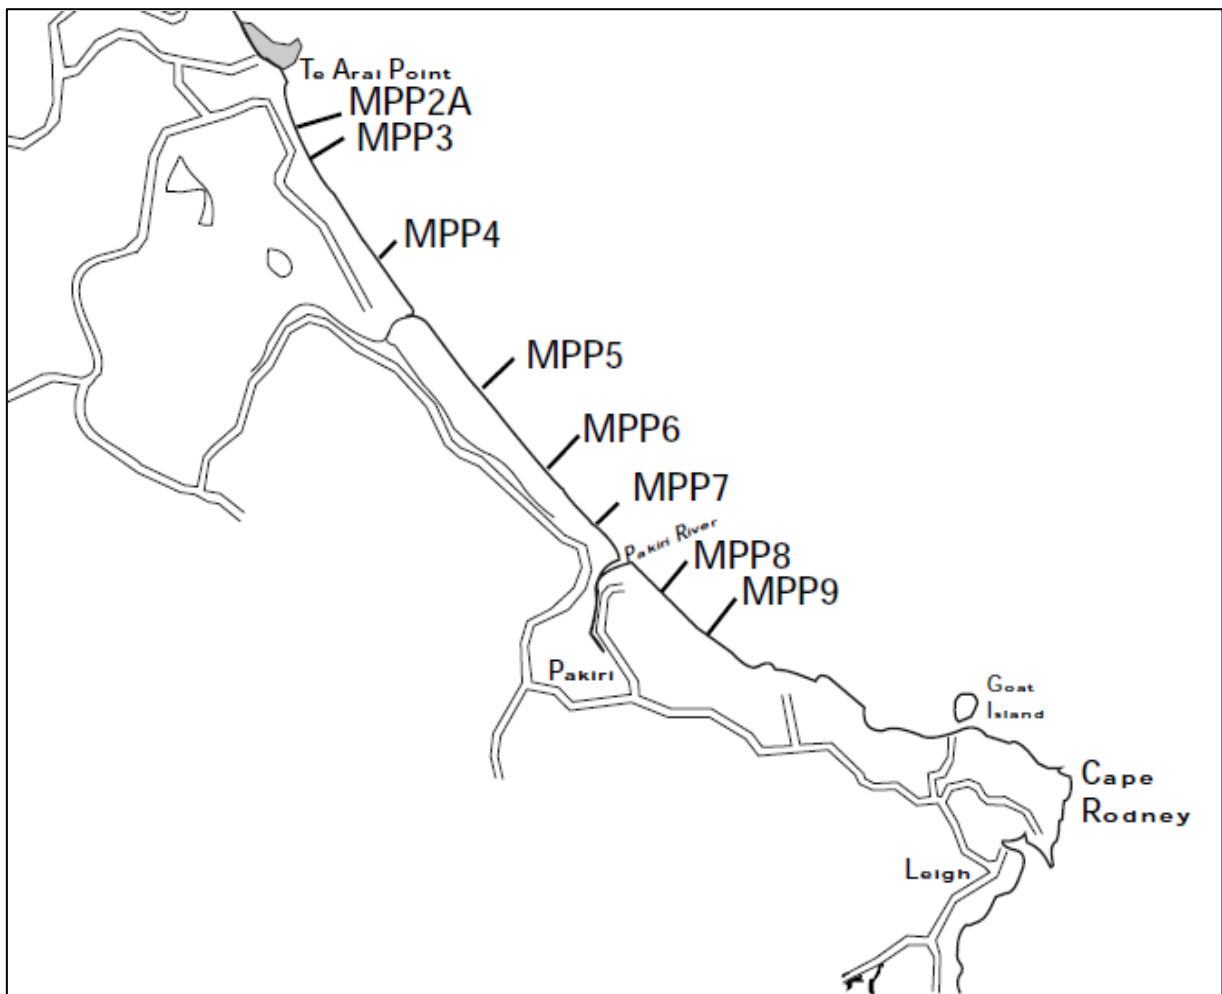 Te Arai Point
MPP2A
MPP3
MPP4
MPP5
MPP6
MPP7
Pakiri River
MPP8
MPP9
Pakiri
Goat
Island
Cape
Rodney
Leigh